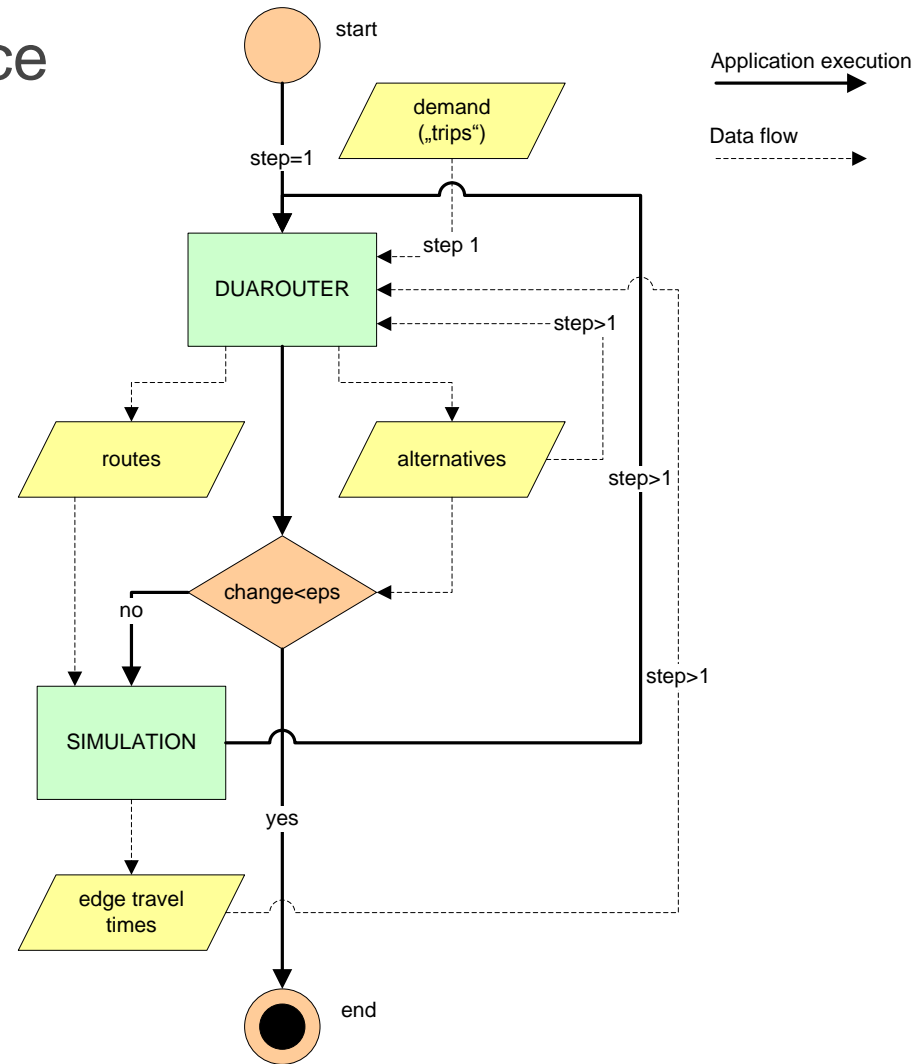 ce
start
Application execution
demand
(„trips“)
Data flow
step=1
step 1
DUAROUTER
step>1
routes
alternatives
step>1
change<eps
no
step>1
SIMULATION
yes
edge travel
times
end